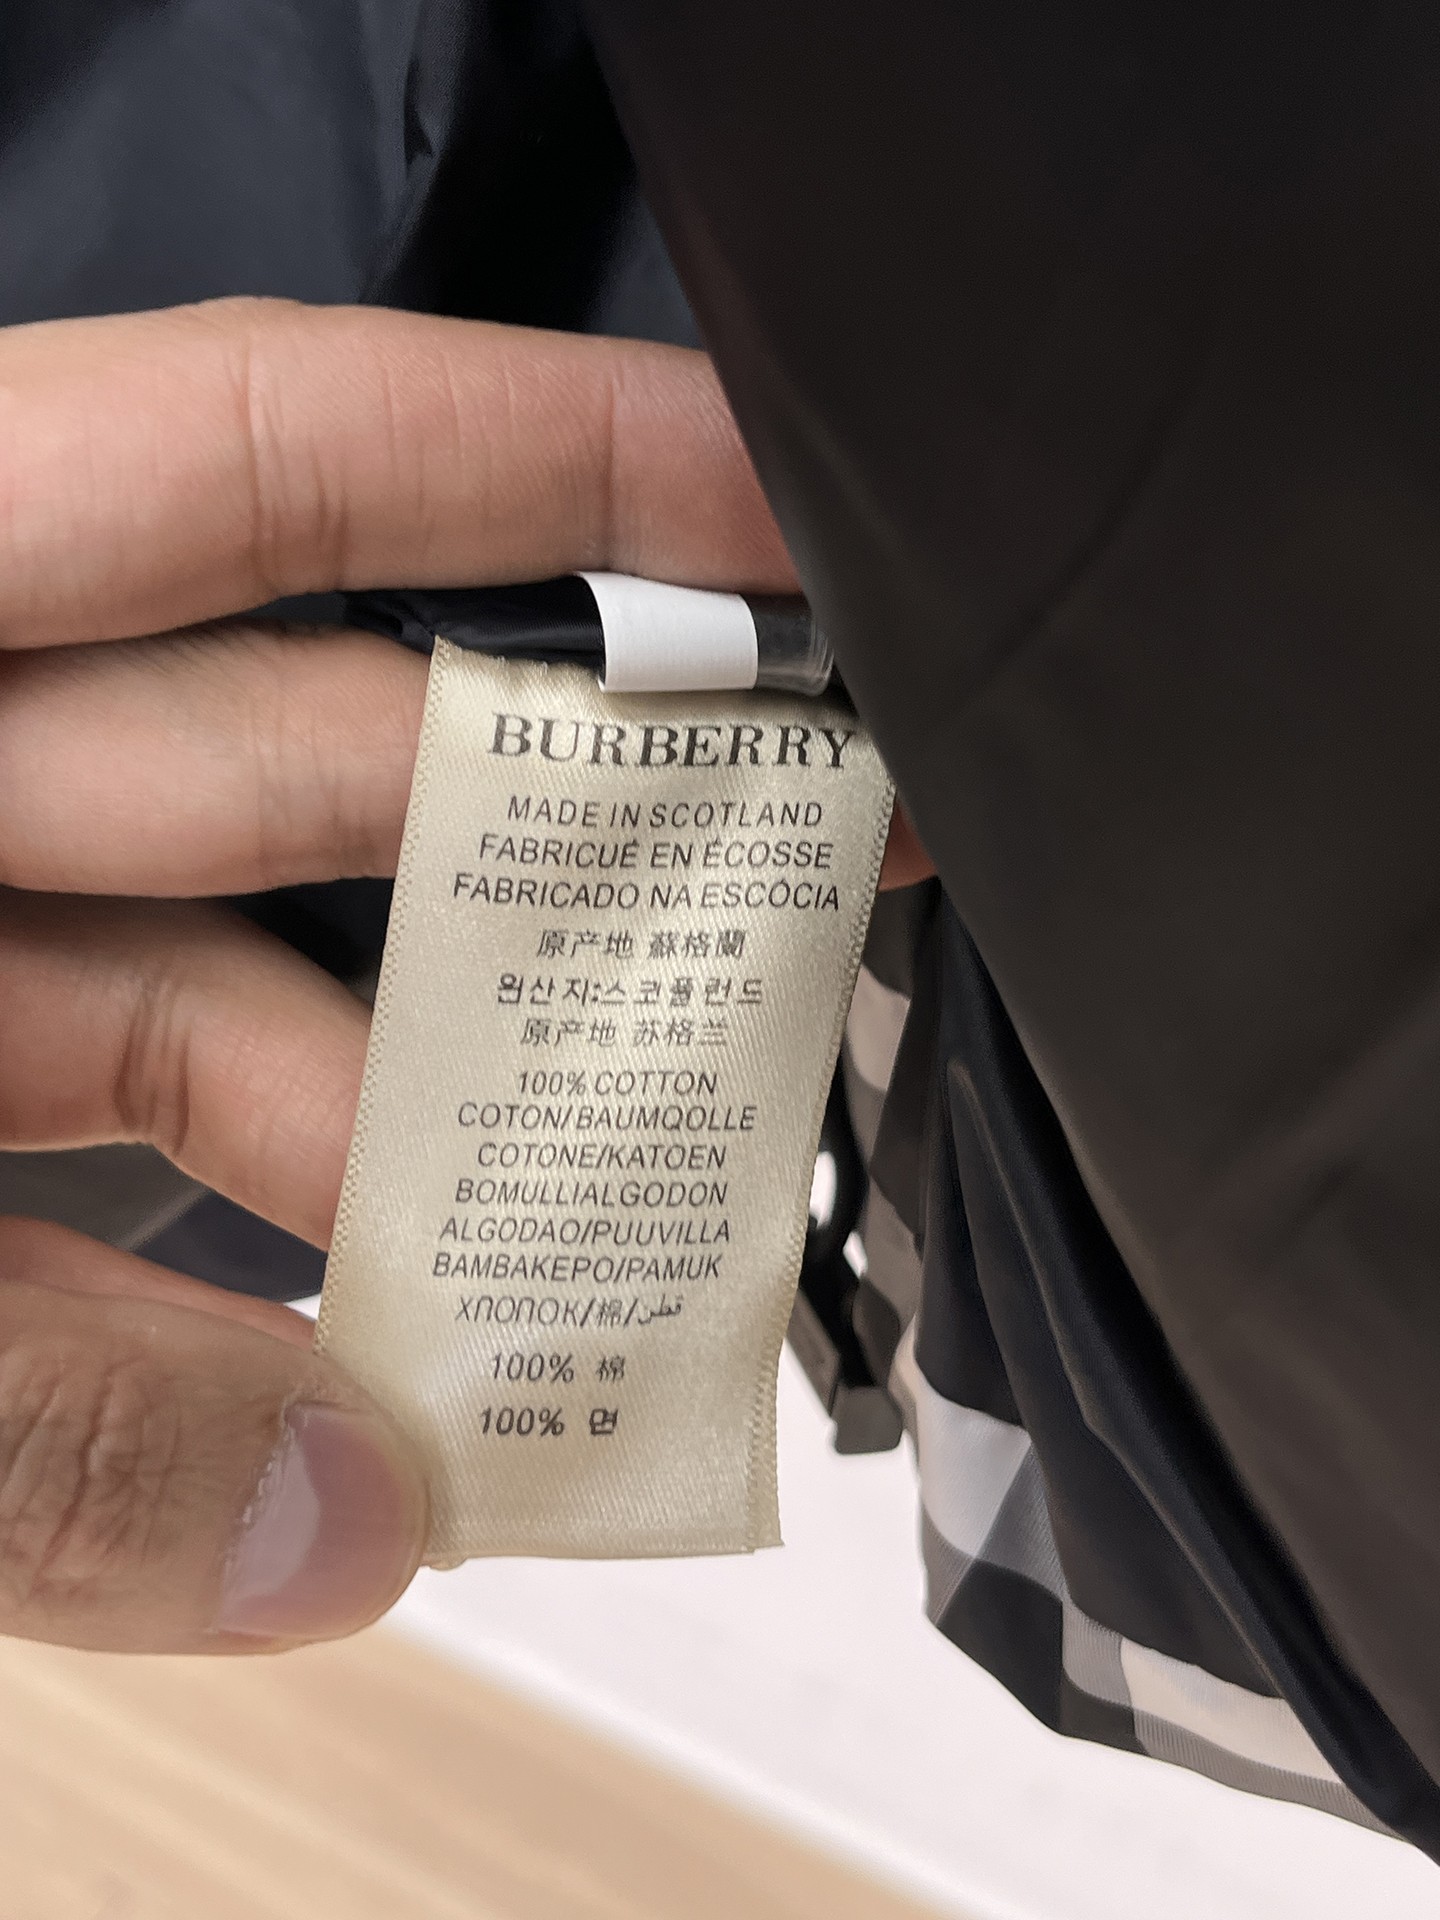 BURBERRY
MADE IN SCOTLAND
FABRICUÉ EN ÉCOSSE
FABRICADO NA ESCÓCIA
原产地 蘇格蘭
원산지:스코틀런드
原产地 苏格兰
100% COTTON
COTON/BAUMQOLLE
COTONE/KATOEN
BOMULLIALGODON
ALGODAO/PUUVILLA
BAMBAKEPO/PAMUK
ХПОПОК/棉/قطن
100% 棉
100% 면